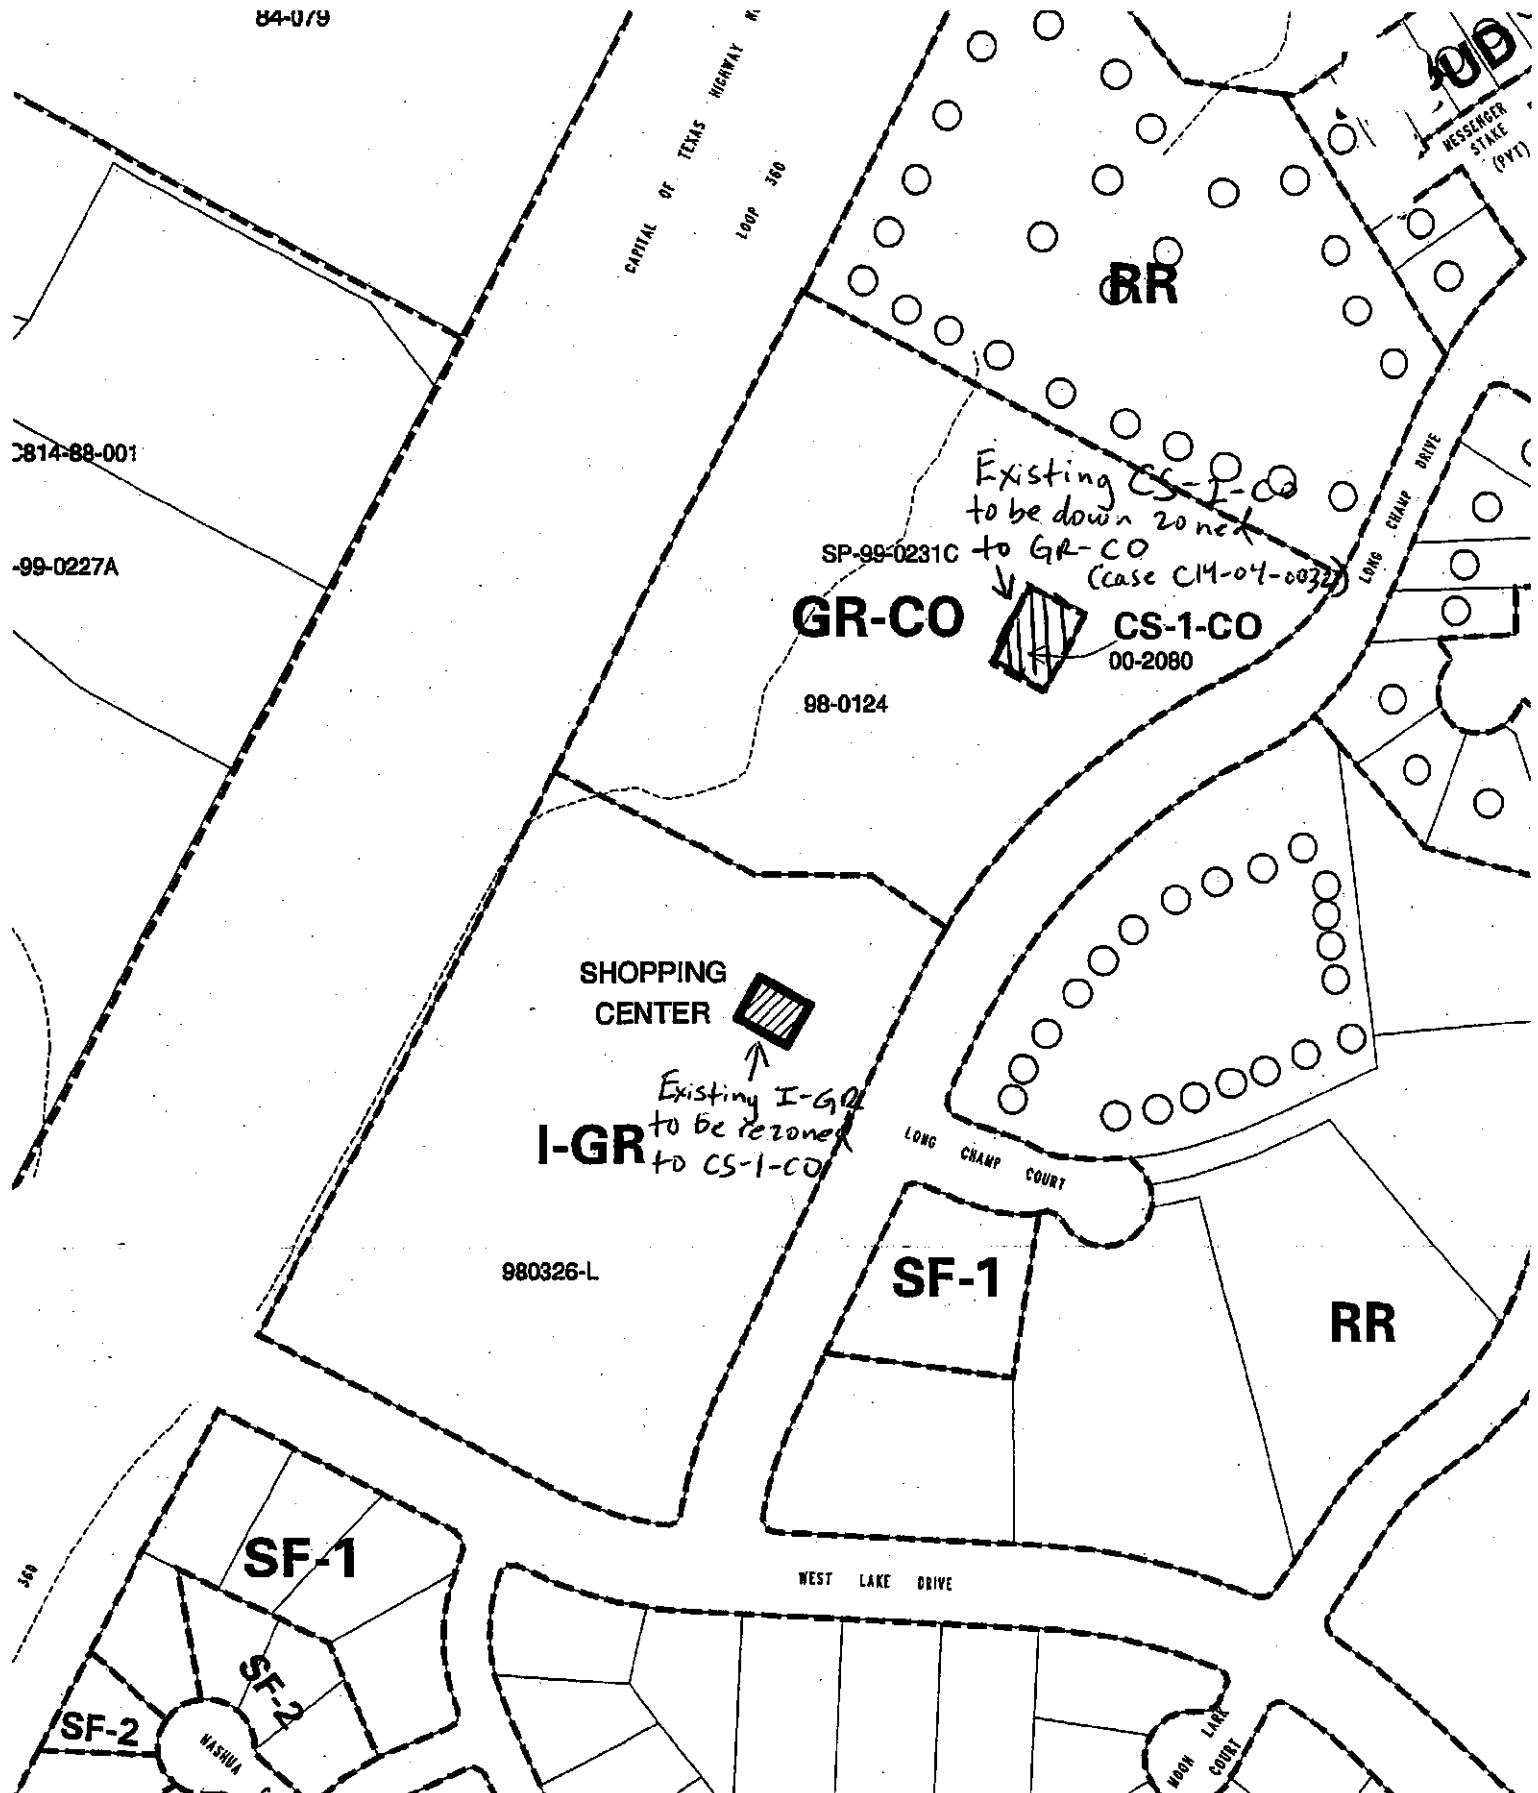 84-079
CAPITAL OF TEXAS HIGHWAY
LOOP 360
UD
MESSENGER
STAKE
(PVT)
RR
C814-88-001
-99-0227A
LONG CHAMP DRIVE
Existing CS-1-CO
to be down zoned
to GR-CO
(case C14-04-0032)
SP-99-0231C
GR-CO
CS-1-CO
00-2080
98-0124
SHOPPING
CENTER
Existing I-GR
to be rezoned
to CS-1-CO
I-GR
LONG CHAMP COURT
980326-L
SF-1
RR
SF-1
360
WEST LAKE DRIVE
SF-2
SF-2
NASHUA
MOON LARK
COURT